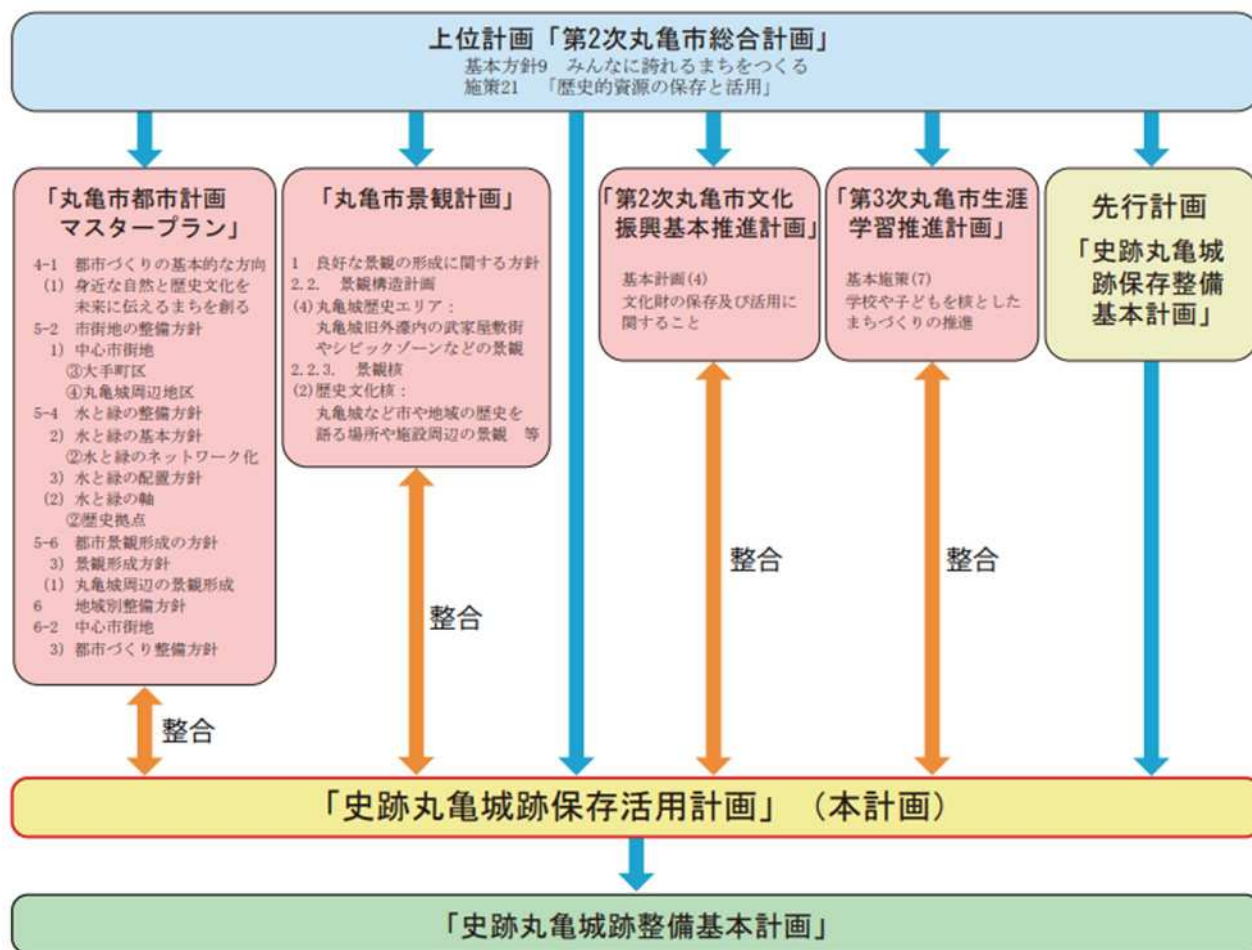 上位計画「第2次丸亀市総合計画」
基本方針9　みんなに誇れるまちをつくる
施策21　「歴史的資源の保存と活用」
「丸亀市都市計画
マスタープラン」
4-1　都市づくりの基本的な方向
(1) 身近な自然と歴史文化を
未来に伝えるまちを創る
5-2　市街地の整備方針
1) 中心市街地
③大手町区
④丸亀城周辺地区
5-4　水と緑の整備方針
2) 水と緑の基本方針
②水と緑のネットワーク化
3) 水と緑の配置方針
(2) 水と緑の軸
②歴史拠点
5-6　都市景観形成の方針
3) 景観形成方針
(1) 丸亀城周辺の景観形成
6　地域別整備方針
6-2　中心市街地
3) 都市づくり整備方針
整合
「丸亀市景観計画」
1　良好な景観の形成に関する方針
2.2.　景観構造計画
(4)丸亀城歴史エリア：
丸亀城旧外濠内の武家屋敷街
やシビックゾーンなどの景観
2.2.3.　景観核
(2)歴史文化核：
丸亀城など市や地域の歴史を
語る場所や施設周辺の景観　等
整合
「第2次丸亀市文化
振興基本推進計画」
基本計画(4)
文化財の保存及び活用に
関すること
整合
「第3次丸亀市生涯
学習推進計画」
基本施策(7)
学校や子どもを核とした
まちづくりの推進
整合
先行計画
「史跡丸亀城
跡保存整備
基本計画」
「史跡丸亀城跡保存活用計画」（本計画）
「史跡丸亀城跡整備基本計画」